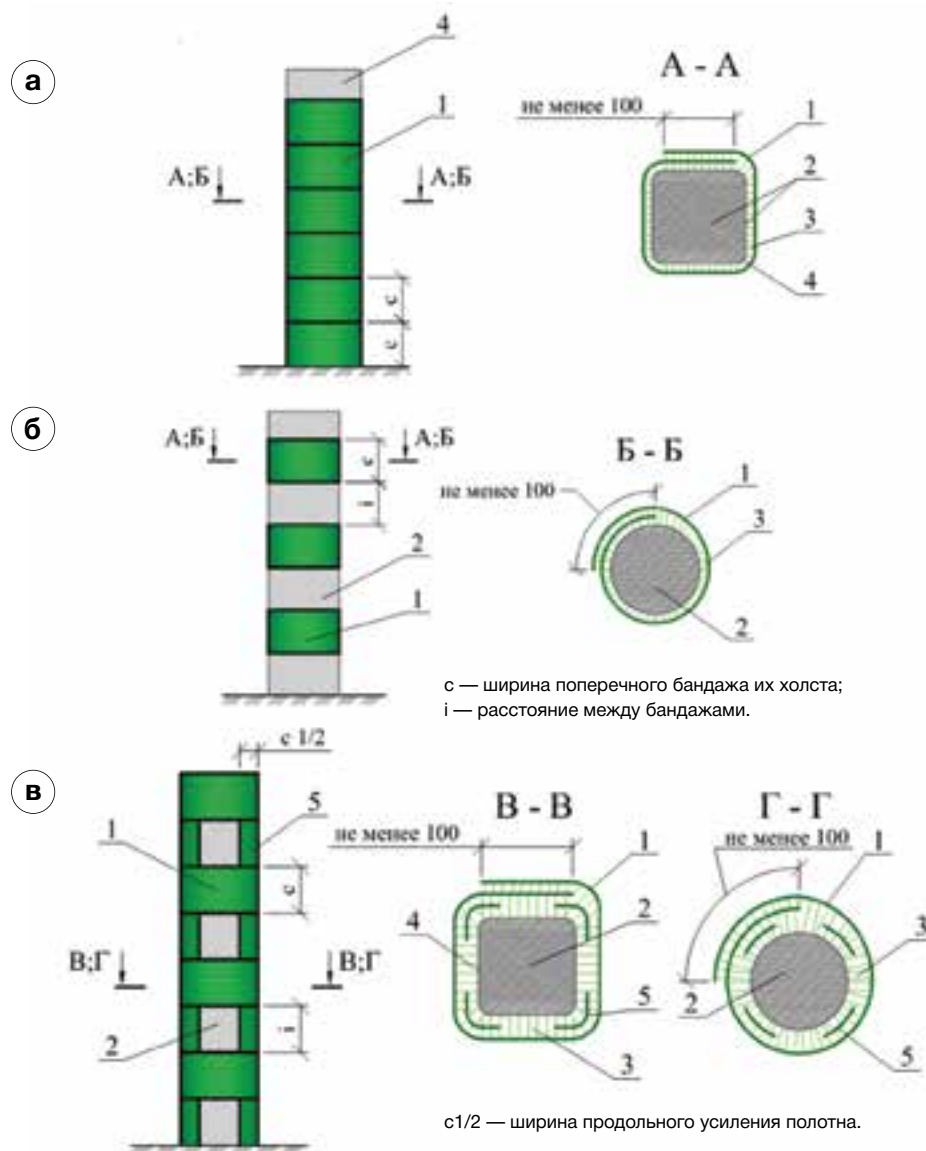 а
4
1
А;Б
А;Б
с
с
А - А
не менее 100
1
2
3
4
б
А;Б
А;Б
с
i
2
1
Б - Б
не менее 100
1
3
2
с — ширина поперечного бандажа их холста;
i — расстояние между бандажами.
в
с 1/2
1
5
с
В;Г
В;Г
2
i
В - В
не менее 100
1
2
4
5
3
Г - Г
не менее 100
1
3
2
5
с1/2 — ширина продольного усиления полотна.